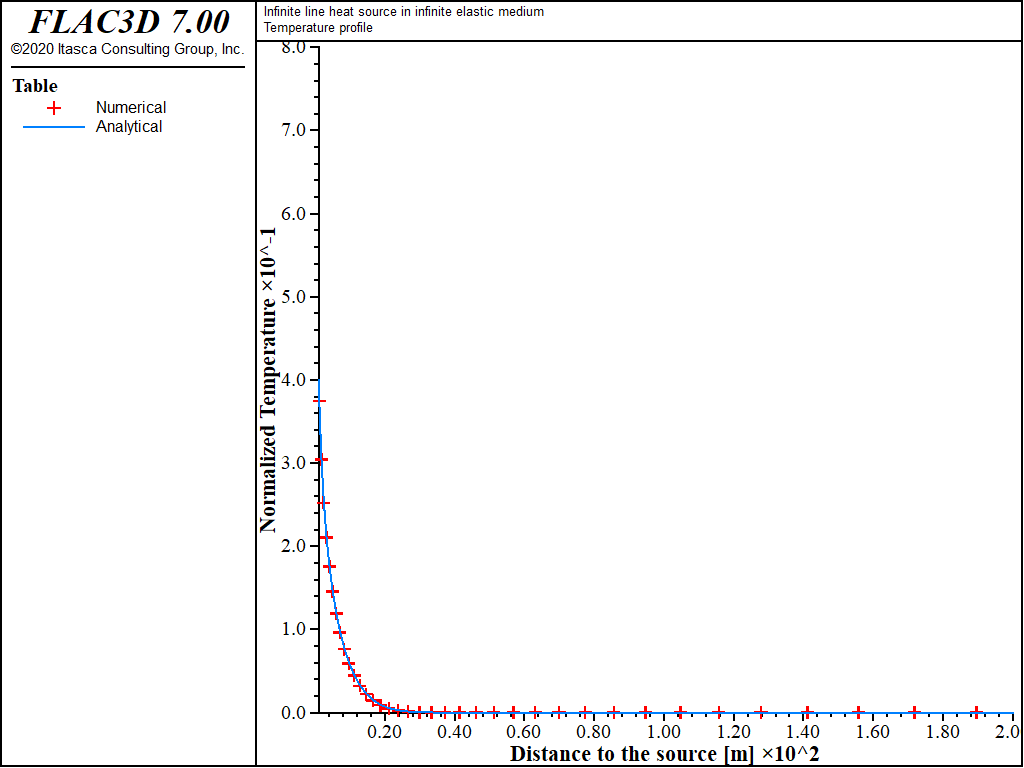 FLAC3D 7.00
©2020 Itasca Consulting Group, Inc.
Table
Numerical
Analytical
Infinite line heat source in infinite elastic medium
Temperature profile
8.0
7.0
6.0
5.0
4.0
3.0
2.0
1.0
0.0
Normalized Temperature ×10^-1
0.20 0.40 0.60 0.80 1.00 1.20 1.40 1.60 1.80 2.0
Distance to the source [m] ×10^2